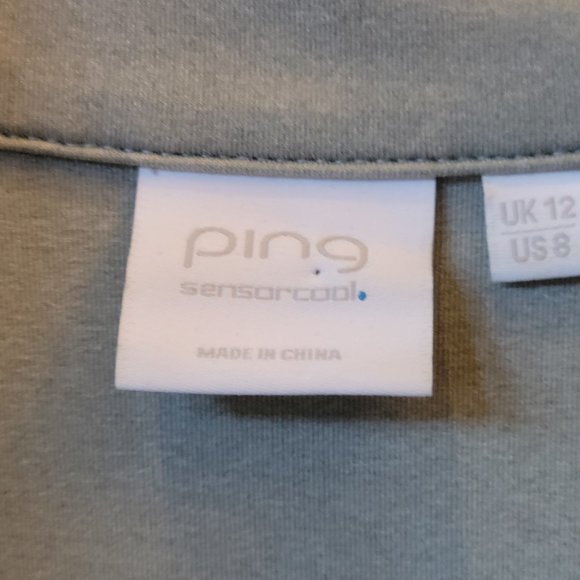 ping
sensorcool
MADE IN CHINA
UK 12
US 8